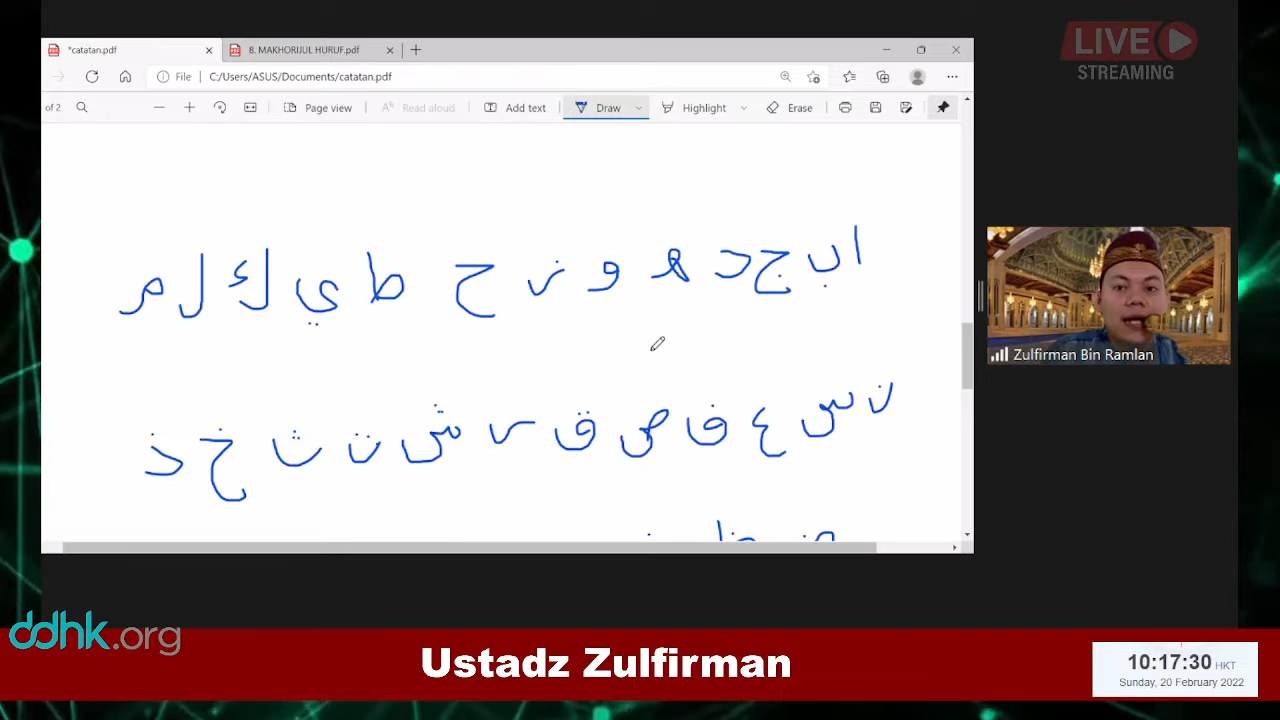 LIVE
STREAMING
*catatan.pdf
8. MAKHORIJUL HURUF.pdf
File C:/Users/ASUS/Documents/catatan.pdf
of 2
Page view
Read aloud
Add text
Draw
Highlight
Erase
ا ب ج د ھ و ز ح ط ي ك ل م
ن س ع ف ص ق ر ش ت ث خ ذ
Zulfirman Bin Ramlan
ddhk.org
Ustadz Zulfirman
10:17:30 HKT
Sunday, 20 February 2022